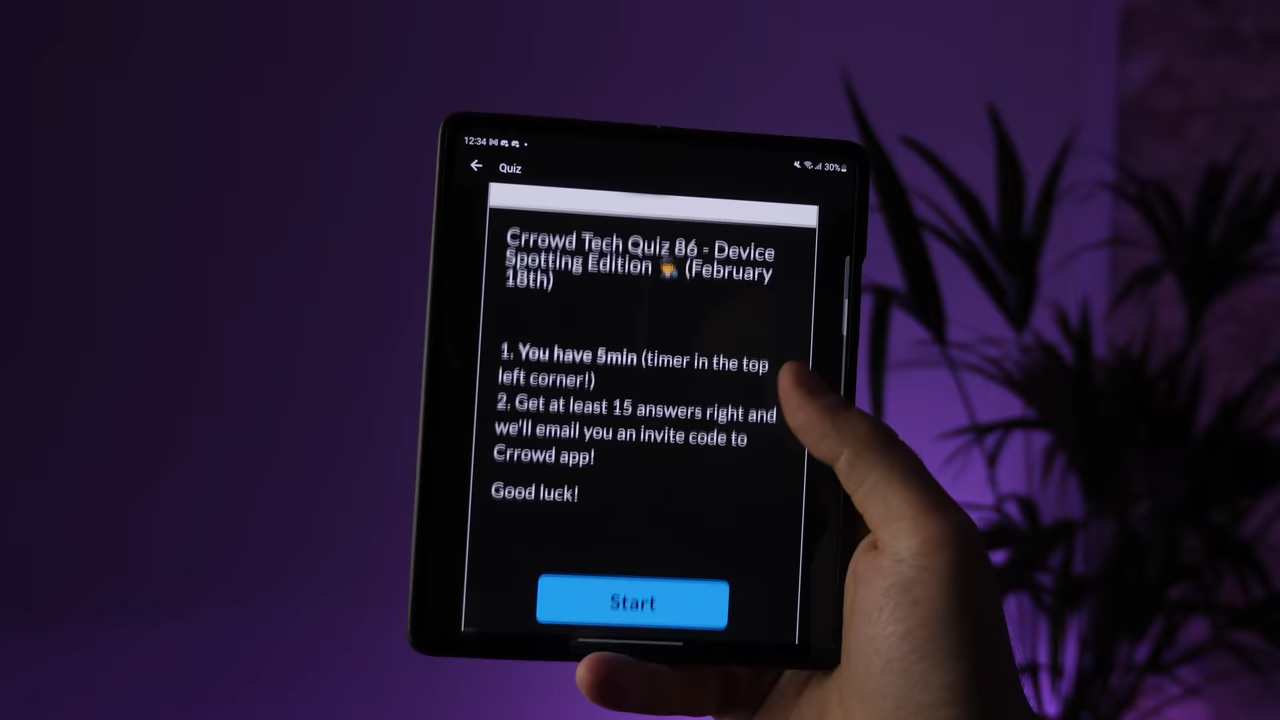 12:34
30%
Quiz
Crrowd Tech Quiz 86 - Device
Spotting Edition 🕵️ (February
18th)
1. You have 5min (timer in the top
left corner!)
2. Get at least 15 answers right and
we'll email you an invite code to
Crrowd app!
Good luck!
Start